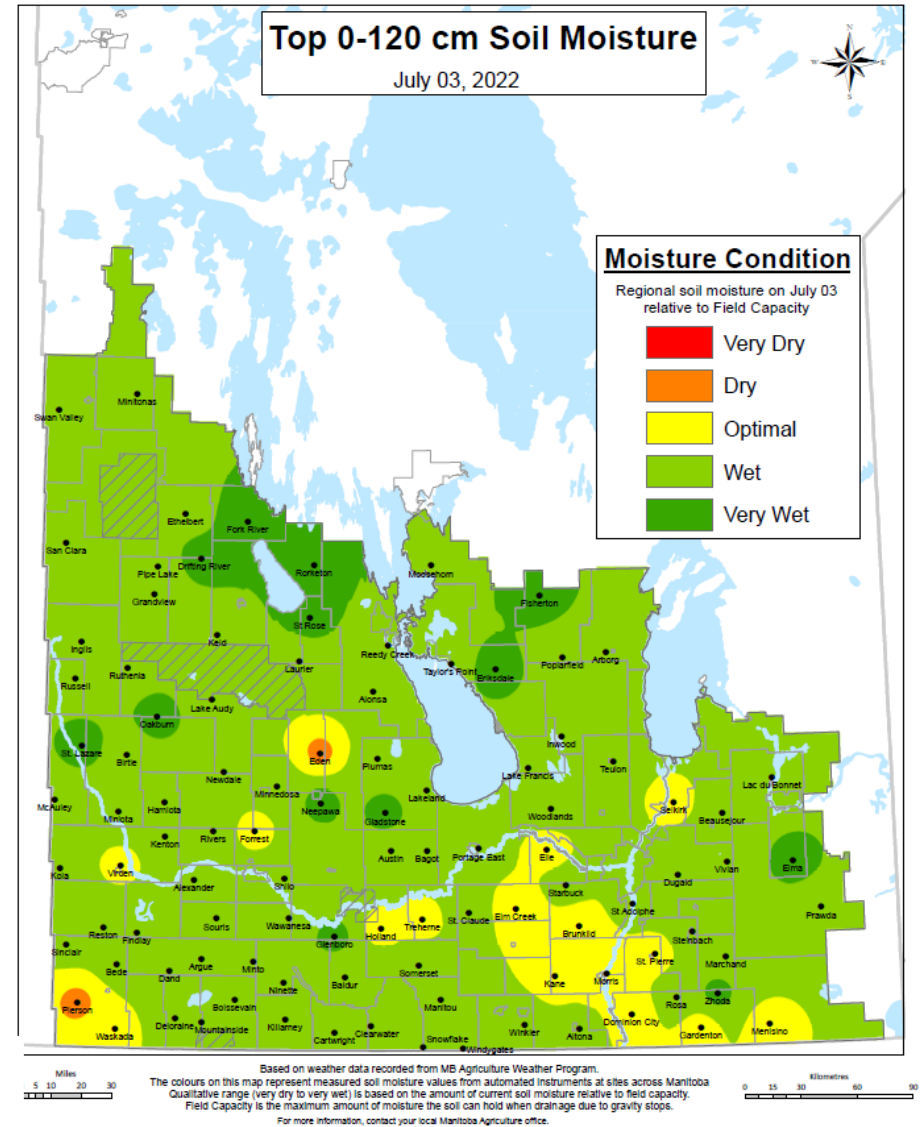 Top 0-120 cm Soil Moisture
July 03, 2022
N
W
E
S
Moisture Condition
Regional soil moisture on July 03
relative to Field Capacity
Very Dry
Dry
Optimal
Wet
Very Wet
Minitonas
Swan Valley
Ethelbert
Fork River
San Clara
Pipe Lake
Drifting River
Rorketon
Moosehorn
Grandview
Fisherton
St Rose
Keld
Inglis
Reedy Creek
Laurier
Taylor's Point
Eriksdale
Poplarfield
Arborg
Ruthenia
Russell
Lake Audy
Alonsa
Oakburn
St. Lazare
Birtle
Eden
Plumas
Inwood
Lake Francis
Teulon
Newdale
Lac du Bonnet
Minnedosa
Lakeland
McAuley
Miniota
Hamiota
Neepawa
Gladstone
Woodlands
Selkirk
Beausejour
Kenton
Rivers
Forrest
Austin
Bagot
Portage East
Elie
Kola
Virden
Vivian
Elma
Alexander
Shilo
Starbuck
Dugald
Souris
Wawanesa
St. Claude
Elm Creek
St Adolphe
Prawda
Reston
Findlay
Glenboro
Holland
Treherne
Brunkild
Steinbach
Sinclair
Bede
Dand
Argue
Minto
Somerset
St. Pierre
Marchand
Ninette
Baldur
Kane
Morris
Pierson
Boissevain
Manitou
Rosa
Zhoda
Waskada
Deloraine
Mountainside
Killarney
Cartwright
Clearwater
Snowflake
Windygates
Winkler
Altona
Dominion City
Gardenton
Menisino
Miles
5 10 20 30
Based on weather data recorded from MB Agriculture Weather Program.
The colours on this map represent measured soil moisture values from automated instruments at sites across Manitoba
Qualitative range (very dry to very wet) is based on the amount of current soil moisture relative to field capacity.
Field Capacity is the maximum amount of moisture the soil can hold when drainage due to gravity stops.
For more information, contact your local Manitoba Agriculture office.
Kilometres
0 15 30 60 90